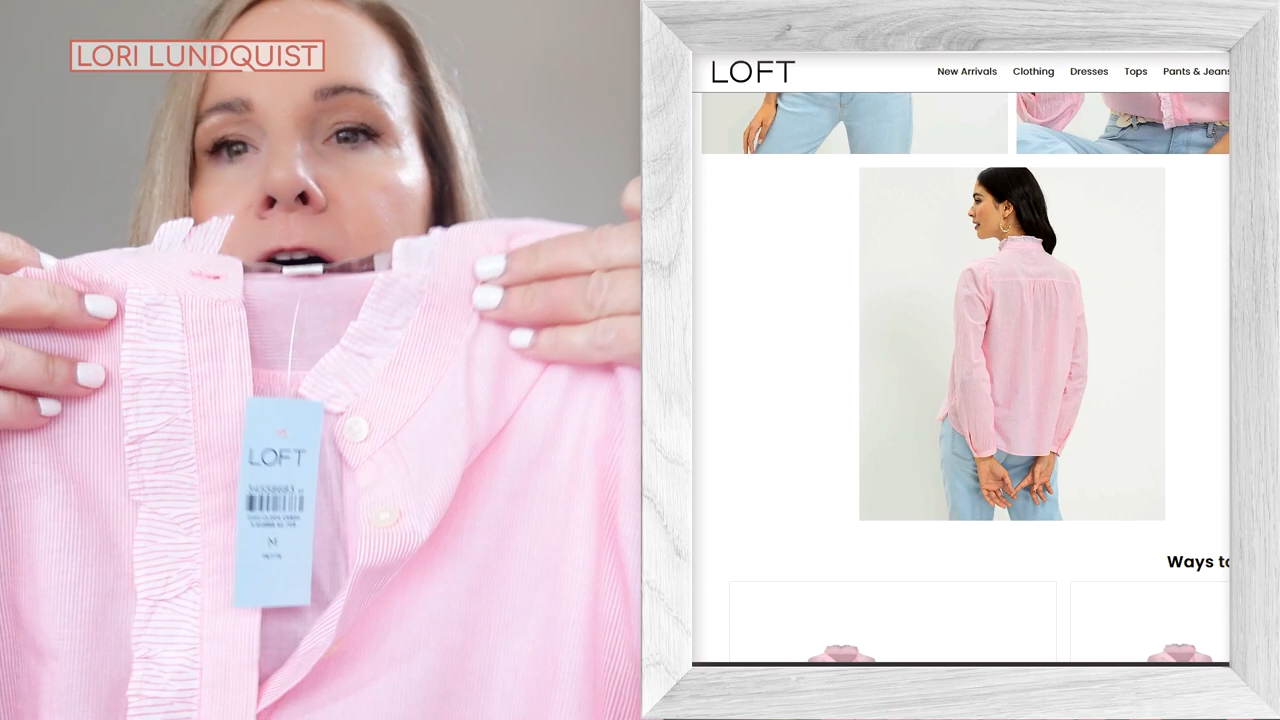 LORI LUNDQUIST
LOFT
M
LOFT
New Arrivals Clothing Dresses Tops Pants & Jeans
Ways to